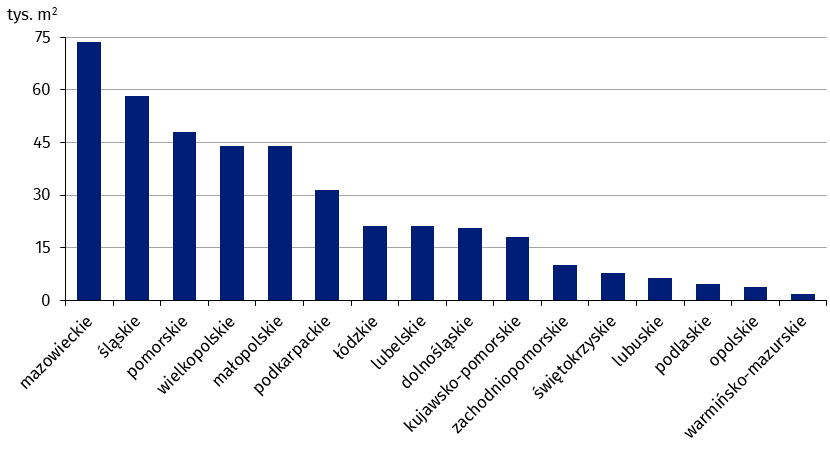 tys. m²
75
60
45
30
15
0
mazowieckie
śląskie
pomorskie
wielkopolskie
małopolskie
podkarpackie
łódzkie
lubelskie
dolnośląskie
kujawsko-pomorskie
zachodniopomorskie
świętokrzyskie
lubuskie
podlaskie
opolskie
warmińsko-mazurskie